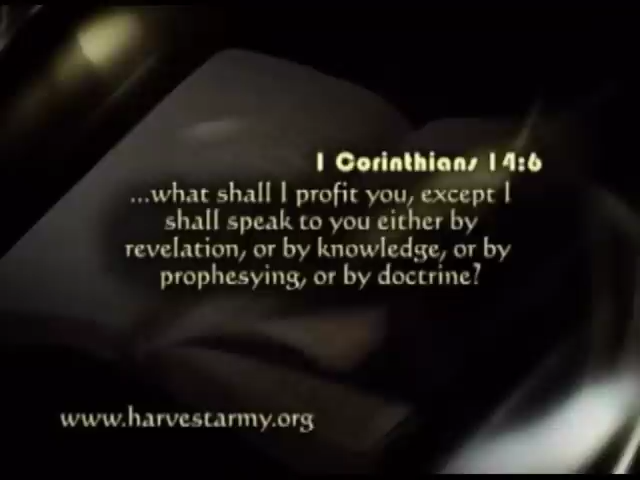 1 Corinthians 14:6
...what shall I profit you, except I
shall speak to you either by
revelation, or by knowledge, or by
prophesying, or by doctrine?
www.harvestarmy.org